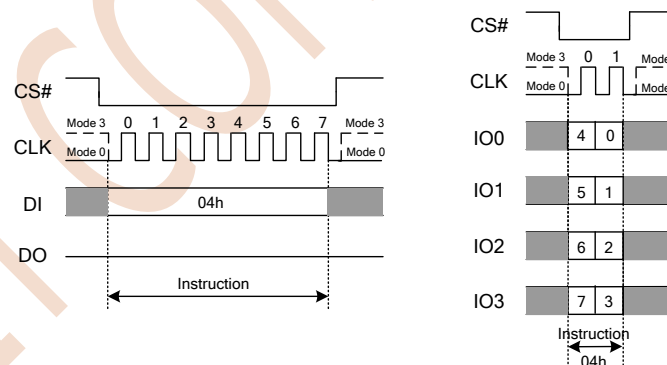 CS#
Mode 3 0 1 2 3 4 5 6 7 Mode 3
CLK
Mode 0 Mode 0
DI 04h
DO
Instruction
CS#
Mode 3 0 1 Mode
CLK
Mode 0 Mode
IO0 4 0
IO1 5 1
IO2 6 2
IO3 7 3
Instruction
04h